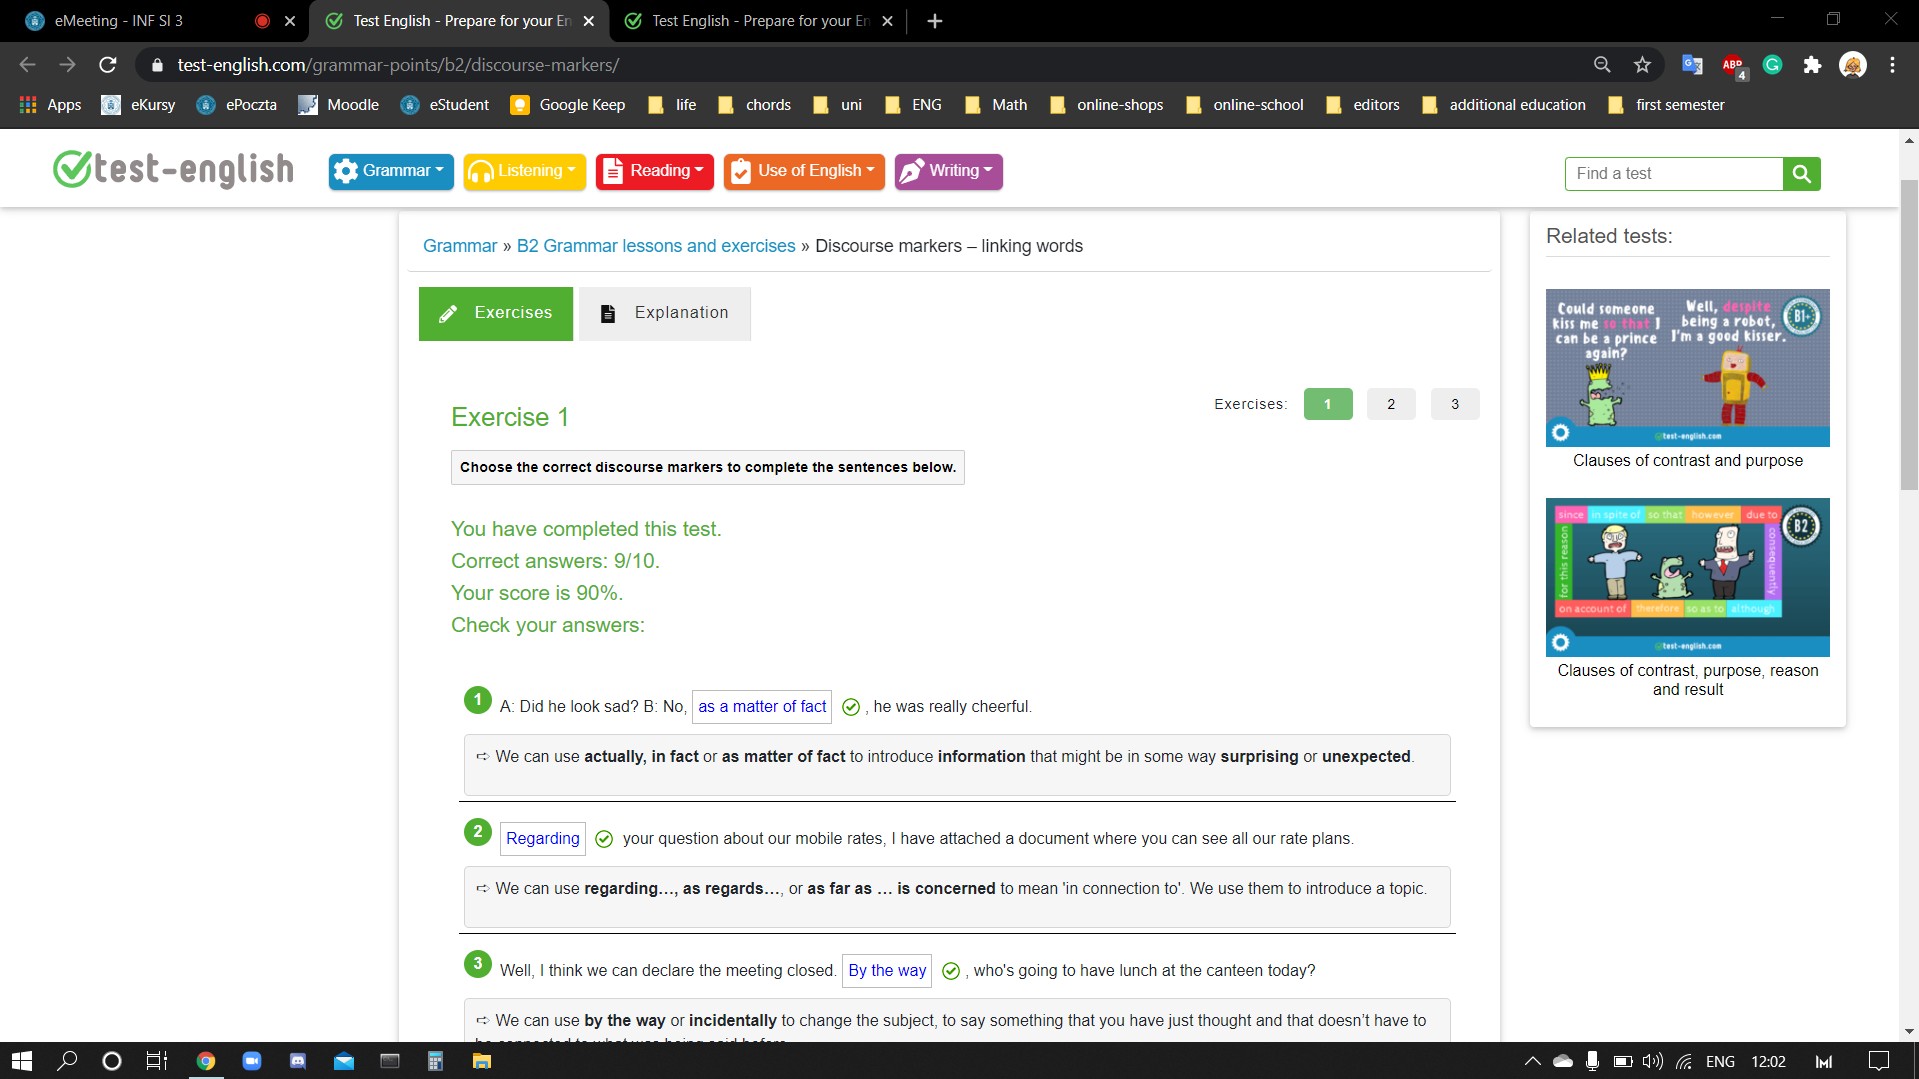 eMeeting - INF SI 3
Test English - Prepare for your En
Test English - Prepare for your En
test-english.com/grammar-points/b2/discourse-markers/
ABP
4
Apps
eKursy
ePoczta
Moodle
eStudent
Google Keep
life
chords
uni
ENG
Math
online-shops
online-school
editors
additional education
first semester
test-english
Grammar
Listening
Reading
Use of English
Writing
Find a test
Grammar » B2 Grammar lessons and exercises » Discourse markers – linking words
Exercises
Explanation
Exercise 1
Exercises:
1
2
3
Choose the correct discourse markers to complete the sentences below.
You have completed this test.
Correct answers: 9/10.
Your score is 90%.
Check your answers:
1 A: Did he look sad? B: No, as a matter of fact , he was really cheerful.
➪ We can use actually, in fact or as matter of fact to introduce information that might be in some way surprising or unexpected.
2 Regarding your question about our mobile rates, I have attached a document where you can see all our rate plans.
➪ We can use regarding…, as regards…, or as far as … is concerned to mean 'in connection to'. We use them to introduce a topic.
3 Well, I think we can declare the meeting closed. By the way , who's going to have lunch at the canteen today?
➪ We can use by the way or incidentally to change the subject, to say something that you have just thought and that doesn't have to
be connected to what was being said before.
Related tests:
Could someone
kiss me so that I
can be a prince
again?
Well, despite
being a robot,
I'm a good kisser.
B1+
test-english.com
Clauses of contrast and purpose
since
in spite of
so that
however
due to
B2
for this reason
consequently
on account of
therefore
so as to
although
test-english.com
Clauses of contrast, purpose, reason
and result
ENG
12:02